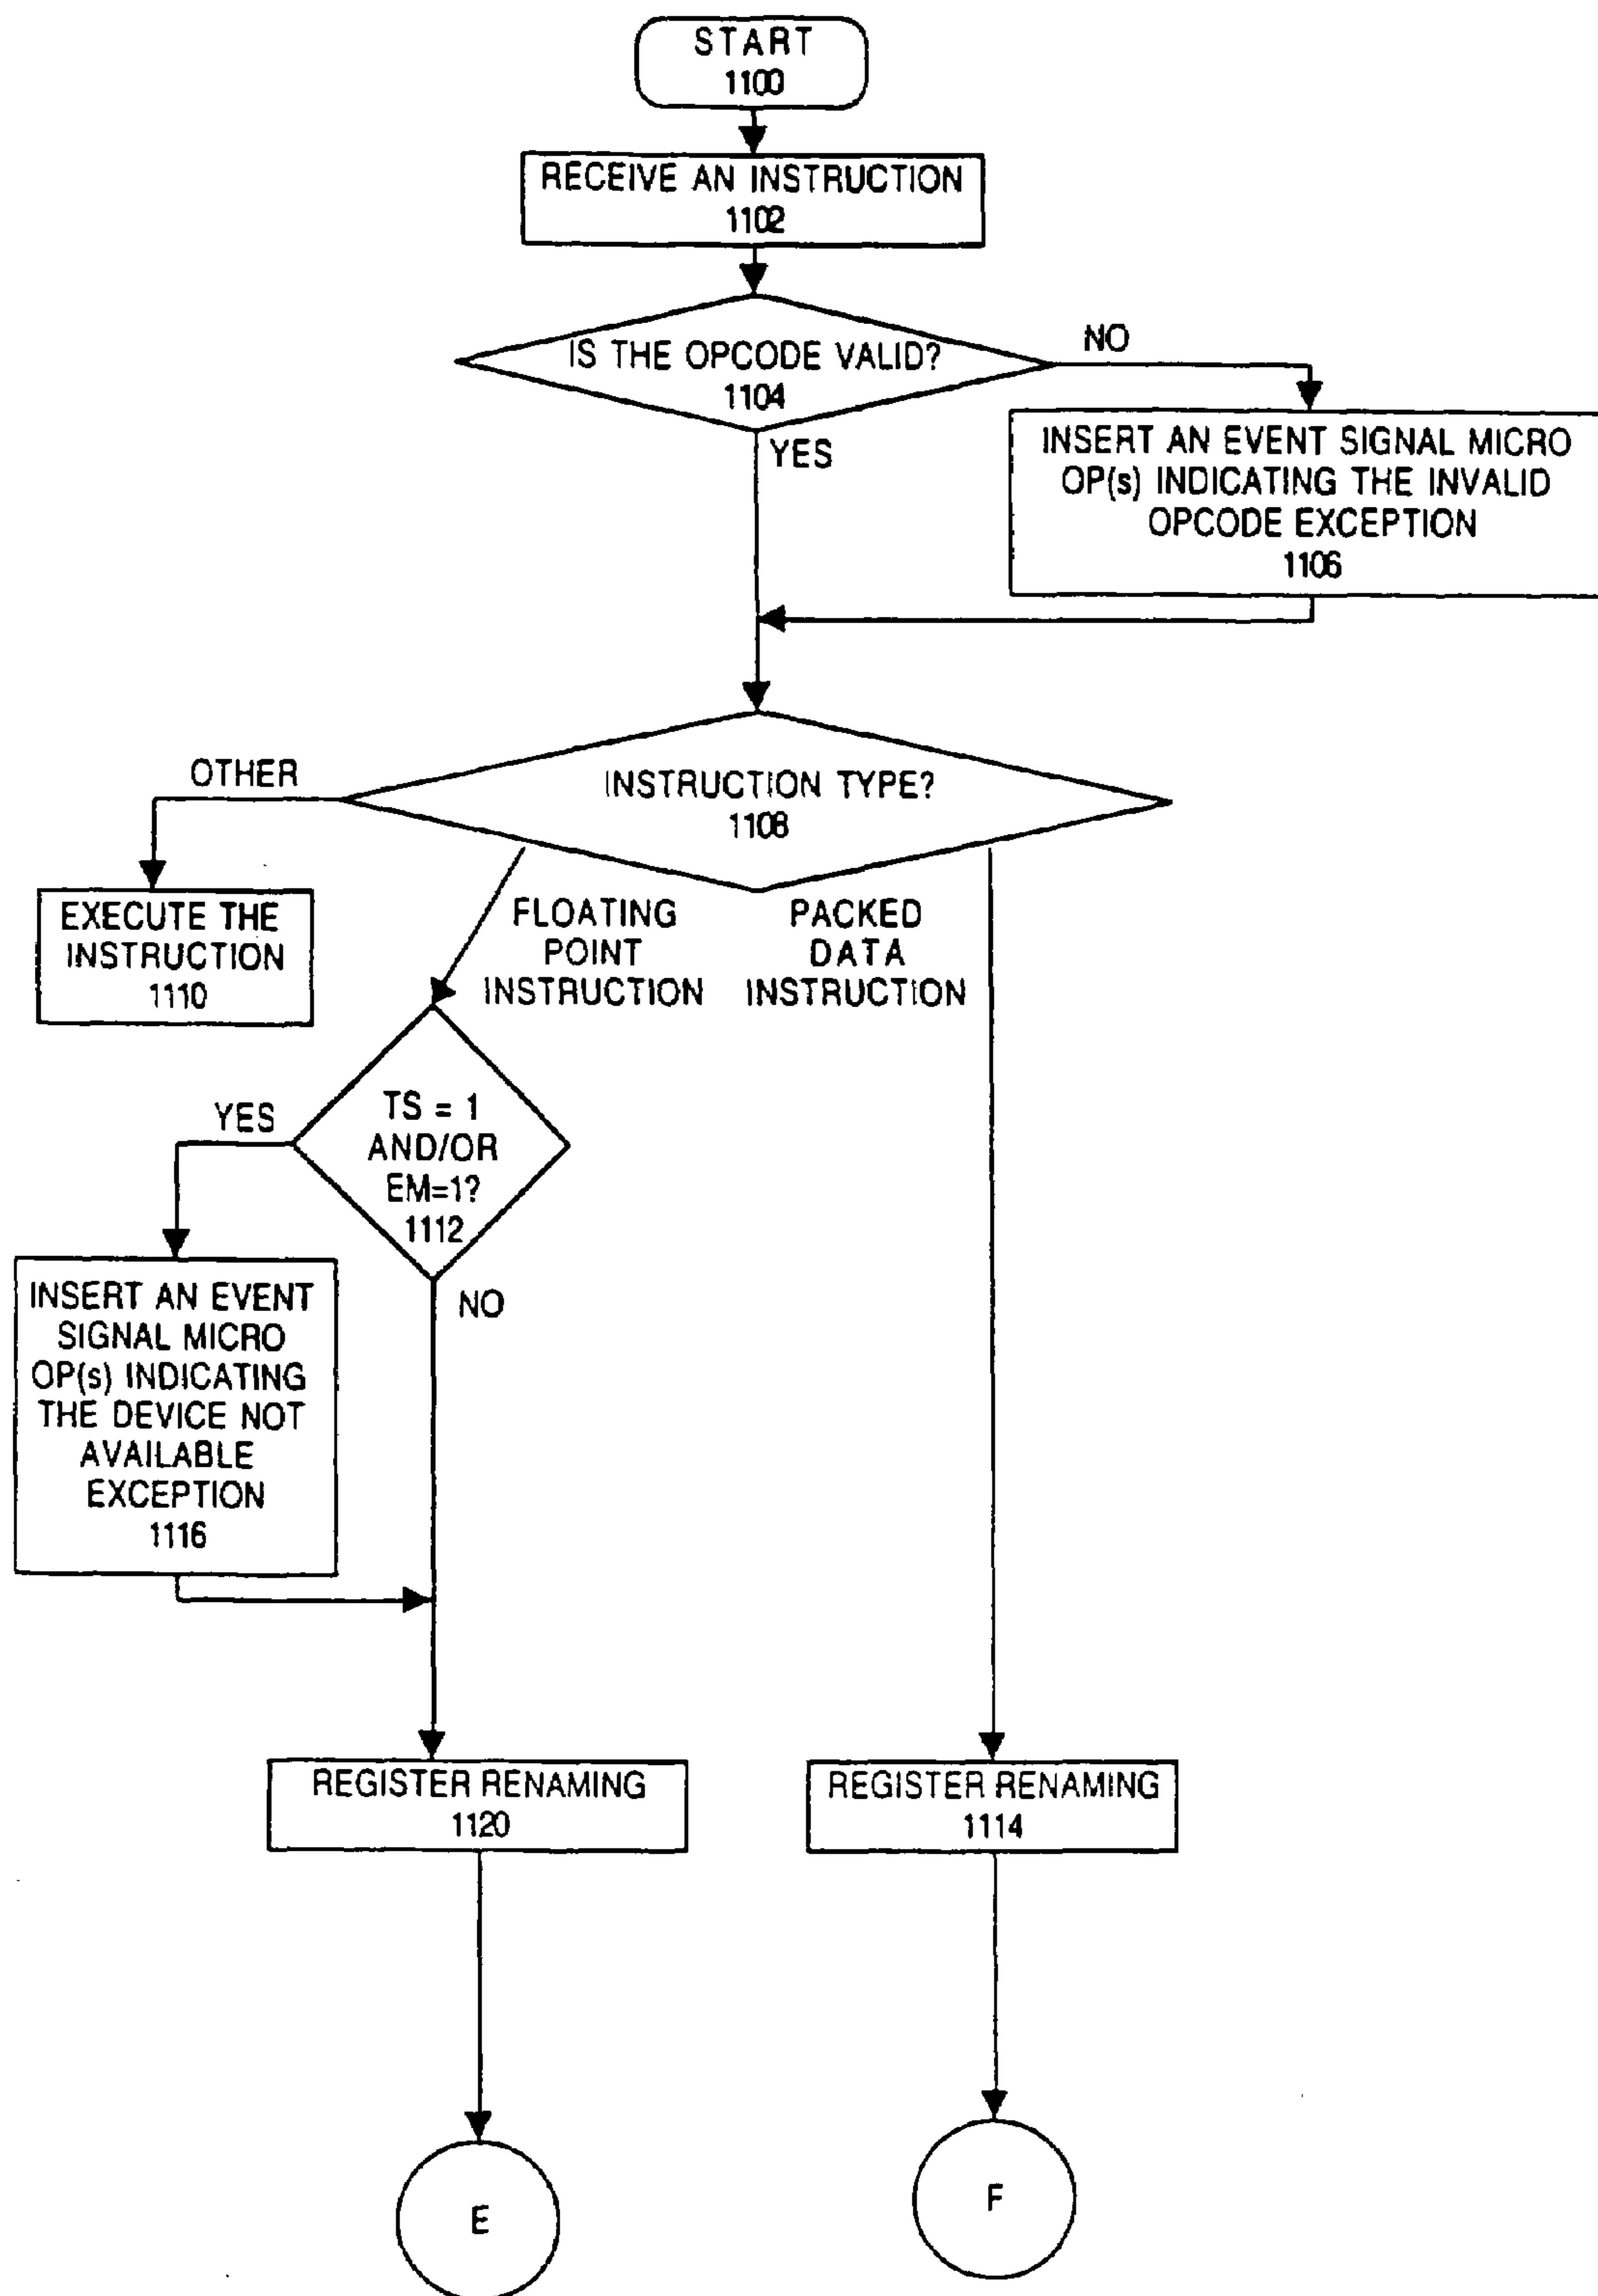 START
1100
RECEIVE AN INSTRUCTION
1102
IS THE OPCODE VALID?
1104
NO
YES
INSERT AN EVENT SIGNAL MICRO
OP(s) INDICATING THE INVALID
OPCODE EXCEPTION
1106
INSTRUCTION TYPE?
1108
OTHER
EXECUTE THE
INSTRUCTION
1110
FLOATING
POINT
INSTRUCTION
PACKED
DATA
INSTRUCTION
TS = 1
AND/OR
EM=1?
1112
YES
NO
INSERT AN EVENT
SIGNAL MICRO
OP(s) INDICATING
THE DEVICE NOT
AVAILABLE
EXCEPTION
1116
REGISTER RENAMING
1120
REGISTER RENAMING
1114
E
F